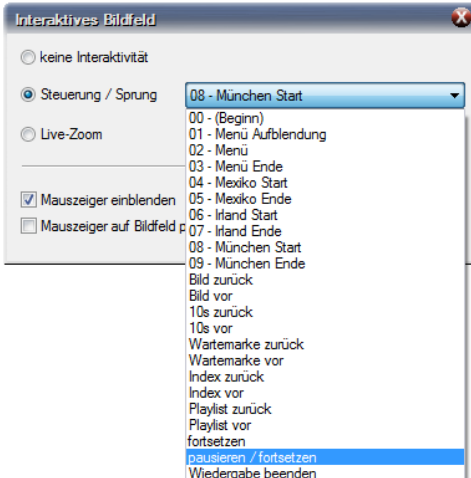 Interaktives Bildfeld
keine Interaktivität
Steuerung / Sprung
08 - München Start
Live-Zoom
00 - (Beginn)
01 - Menü Aufblendung
02 - Menü
03 - Menü Ende
04 - Mexiko Start
05 - Mexiko Ende
06 - Irland Start
07 - Irland Ende
08 - München Start
09 - München Ende
Bild zurück
Bild vor
10s zurück
10s vor
Wartemarke zurück
Wartemarke vor
Index zurück
Index vor
Playlist zurück
Playlist vor
fortsetzen
pausieren / fortsetzen
Wiedergabe beenden
Mauszeiger einblenden
Mauszeiger auf Bildfeld